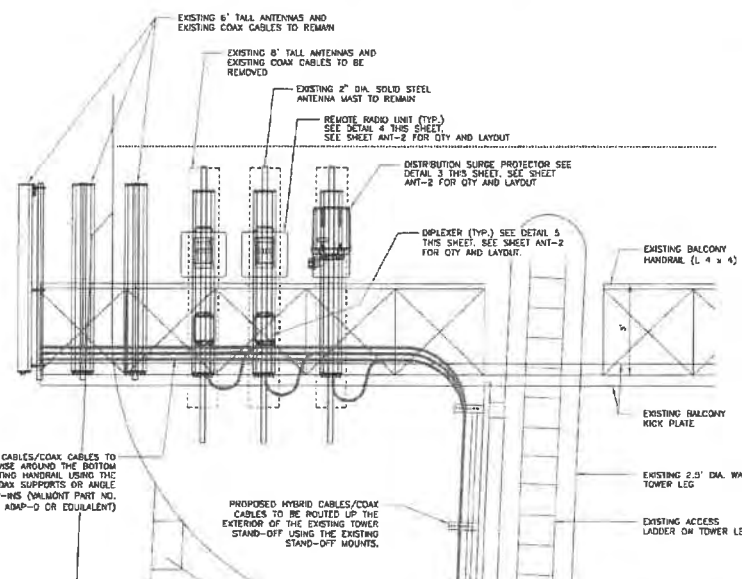 EXISTING 6' TALL ANTENNAS AND
EXISTING COAX CABLES TO REMAIN
EXISTING 8' TALL ANTENNAS AND
EXISTING COAX CABLES TO BE
REMOVED
EXISTING 2" DIA. SOLID STEEL
ANTENNA MAST TO REMAIN
REMOTE RADIO UNIT (TYP.)
SEE DETAIL 4 THIS SHEET.
SEE SHEET ANT-2 FOR QTY AND LAYOUT
DISTRIBUTION SURGE PROTECTOR SEE
DETAIL 3 THIS SHEET. SEE SHEET
ANT-2 FOR QTY AND LAYOUT
DIPLEXER (TYP.) SEE DETAIL 5
THIS SHEET. SEE SHEET ANT-2
FOR QTY AND LAYOUT.
EXISTING BALCONY
HANDRAIL (L 4 x 4)
EXISTING BALCONY
KICK PLATE
CABLES/COAX CABLES TO
AROUND THE BOTTOM
HANDRAIL USING THE
SUPPORTS OR ANGLE
-INS (VALMONT PART NO.
ADAP-O OR EQUILALENT)
PROPOSED HYBRID CABLES/COAX
CABLES TO BE ROUTED UP THE
EXTERIOR OF THE EXISTING TOWER
STAND-OFF USING THE EXISTING
STAND-OFF MOUNTS.
EXISTING 2.5' DIA. WA
TOWER LEG
EXISTING ACCESS
LADDER ON TOWER LE